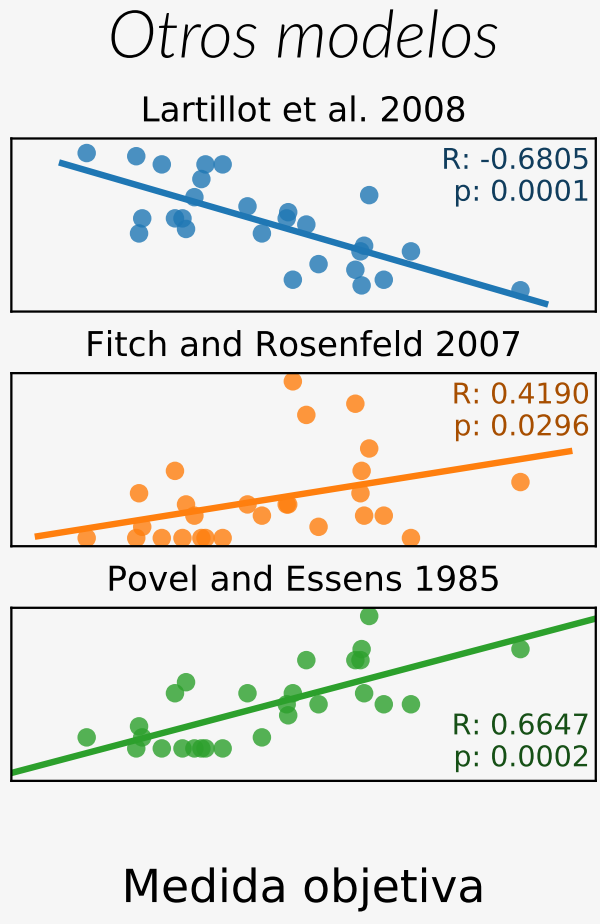 Otros modelos
Lartillot et al. 2008
R: -0.6805
p: 0.0001
Fitch and Rosenfeld 2007
R: 0.4190
p: 0.0296
Povel and Essens 1985
R: 0.6647
p: 0.0002
Medida objetiva